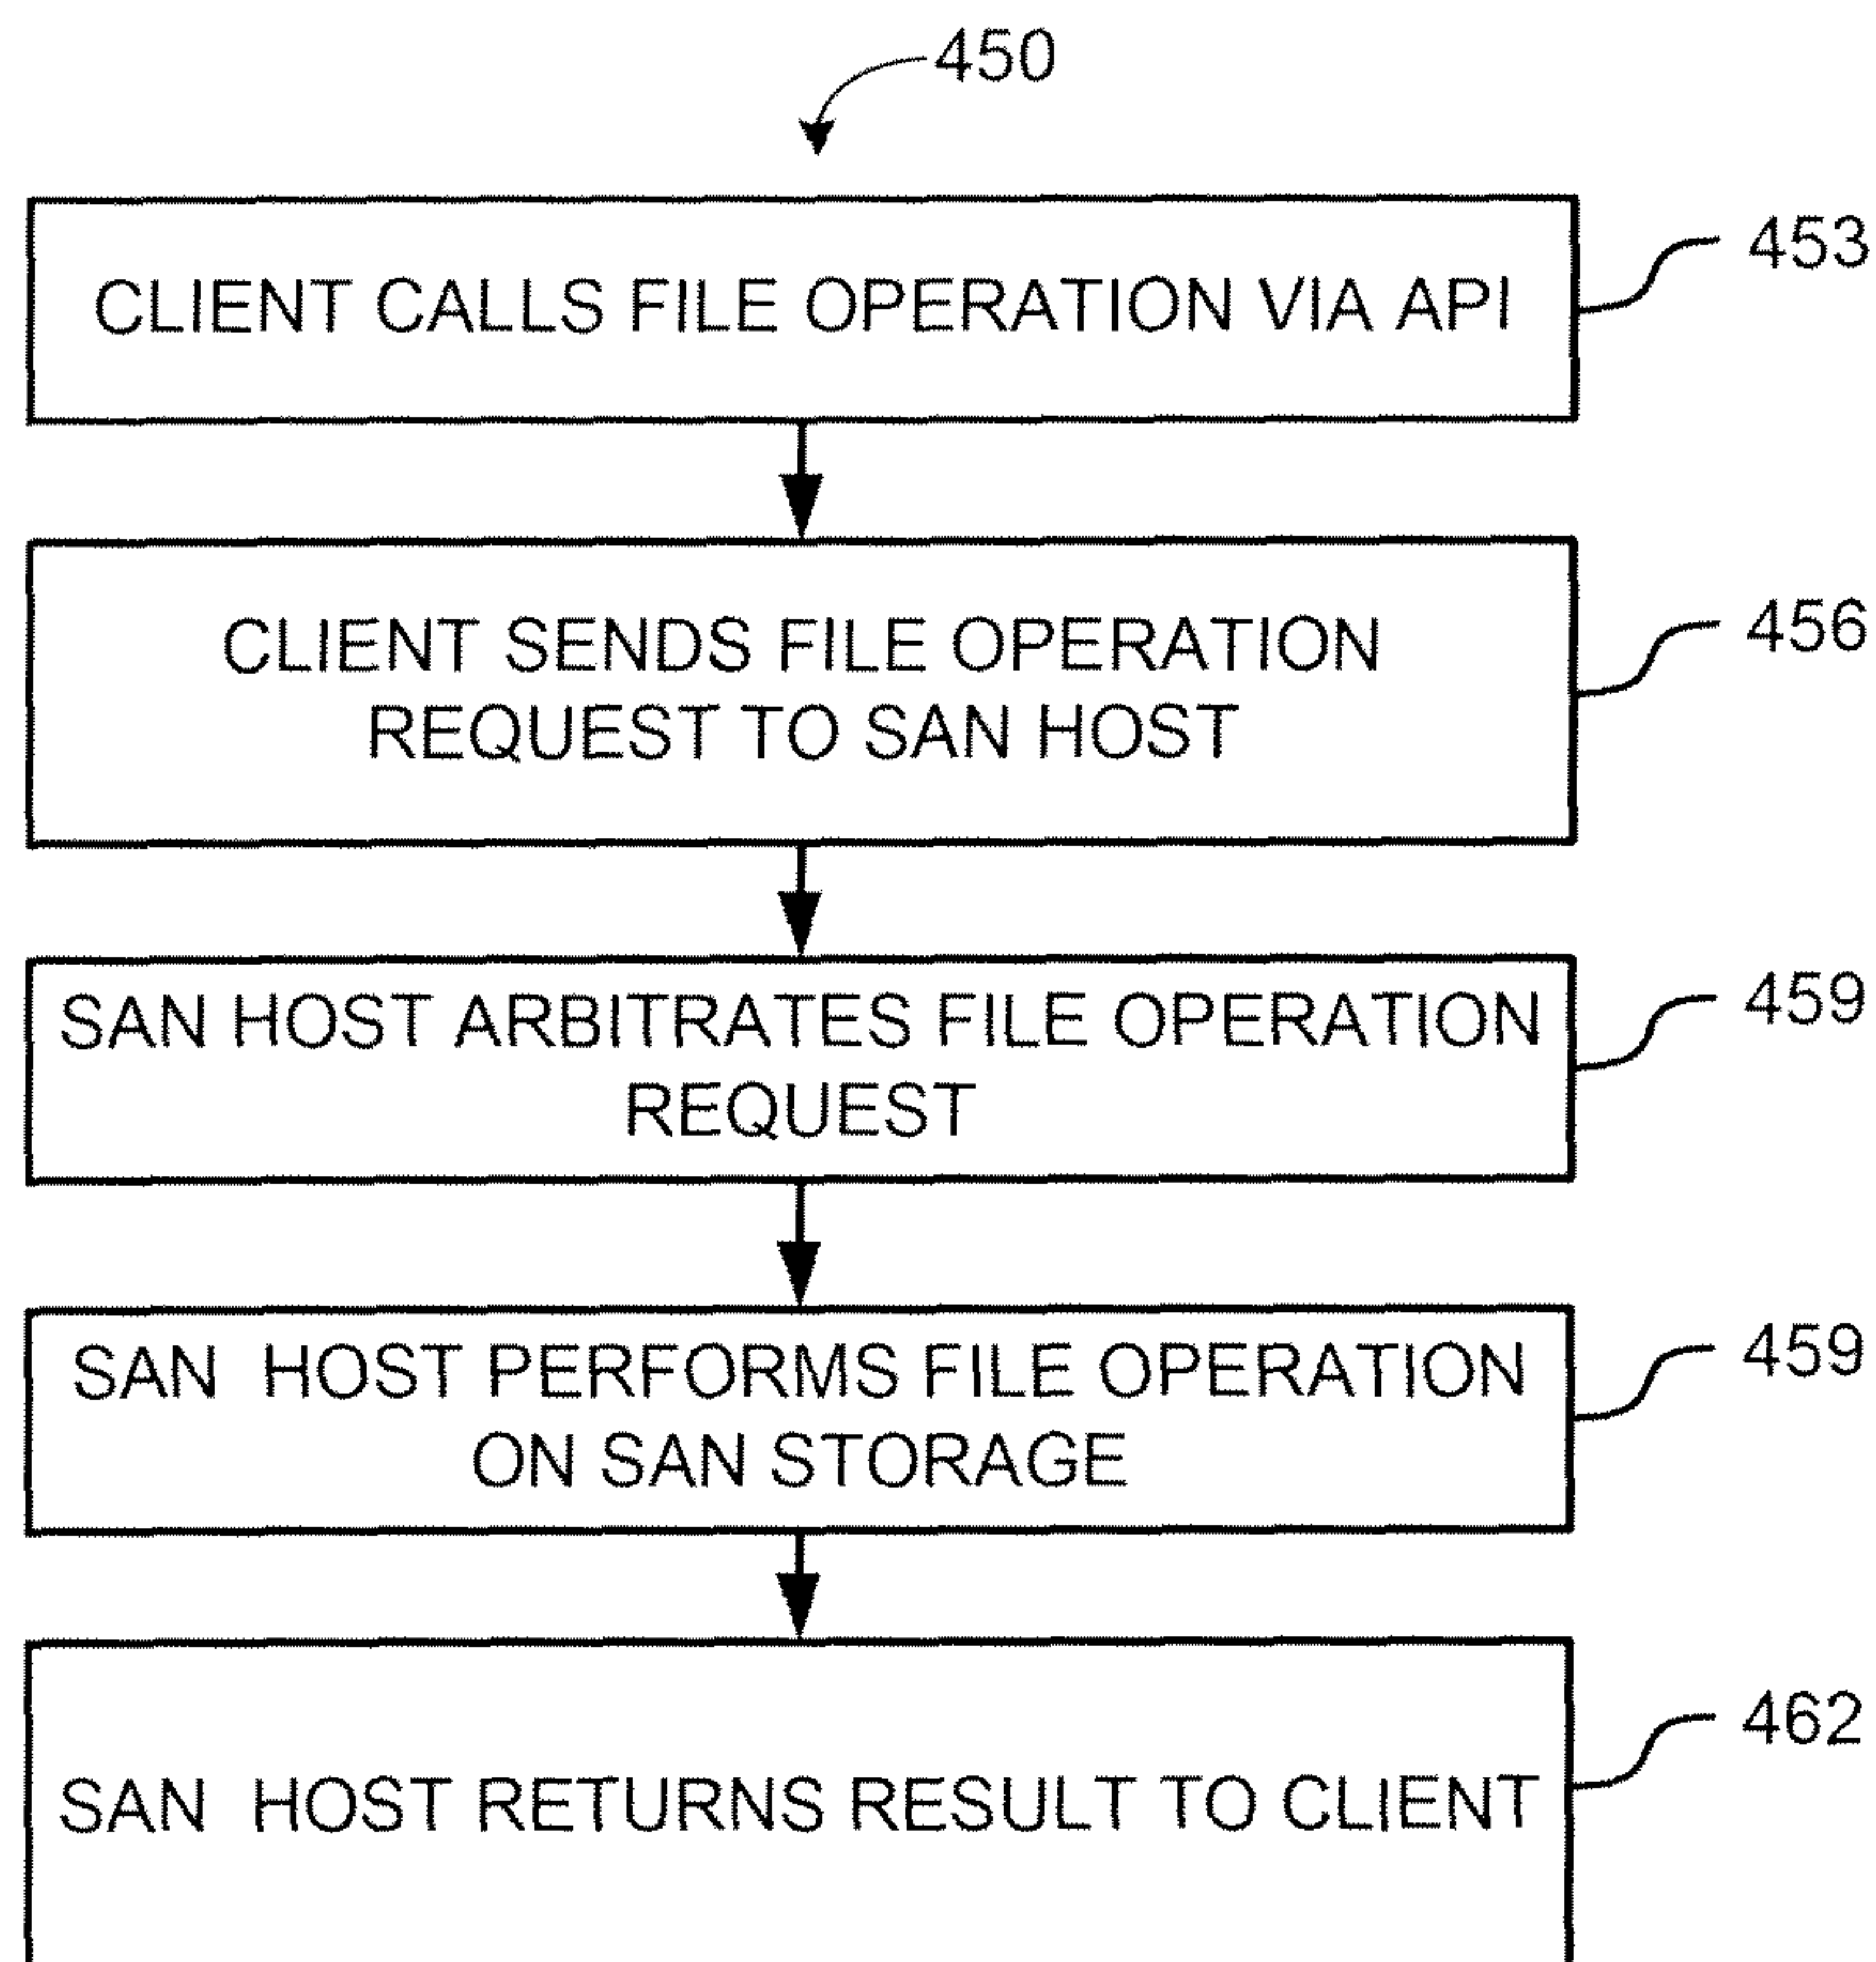 450
CLIENT CALLS FILE OPERATION VIA API
453
CLIENT SENDS FILE OPERATION
REQUEST TO SAN HOST
456
SAN HOST ARBITRATES FILE OPERATION
REQUEST
459
SAN HOST PERFORMS FILE OPERATION
ON SAN STORAGE
459
SAN HOST RETURNS RESULT TO CLIENT
462